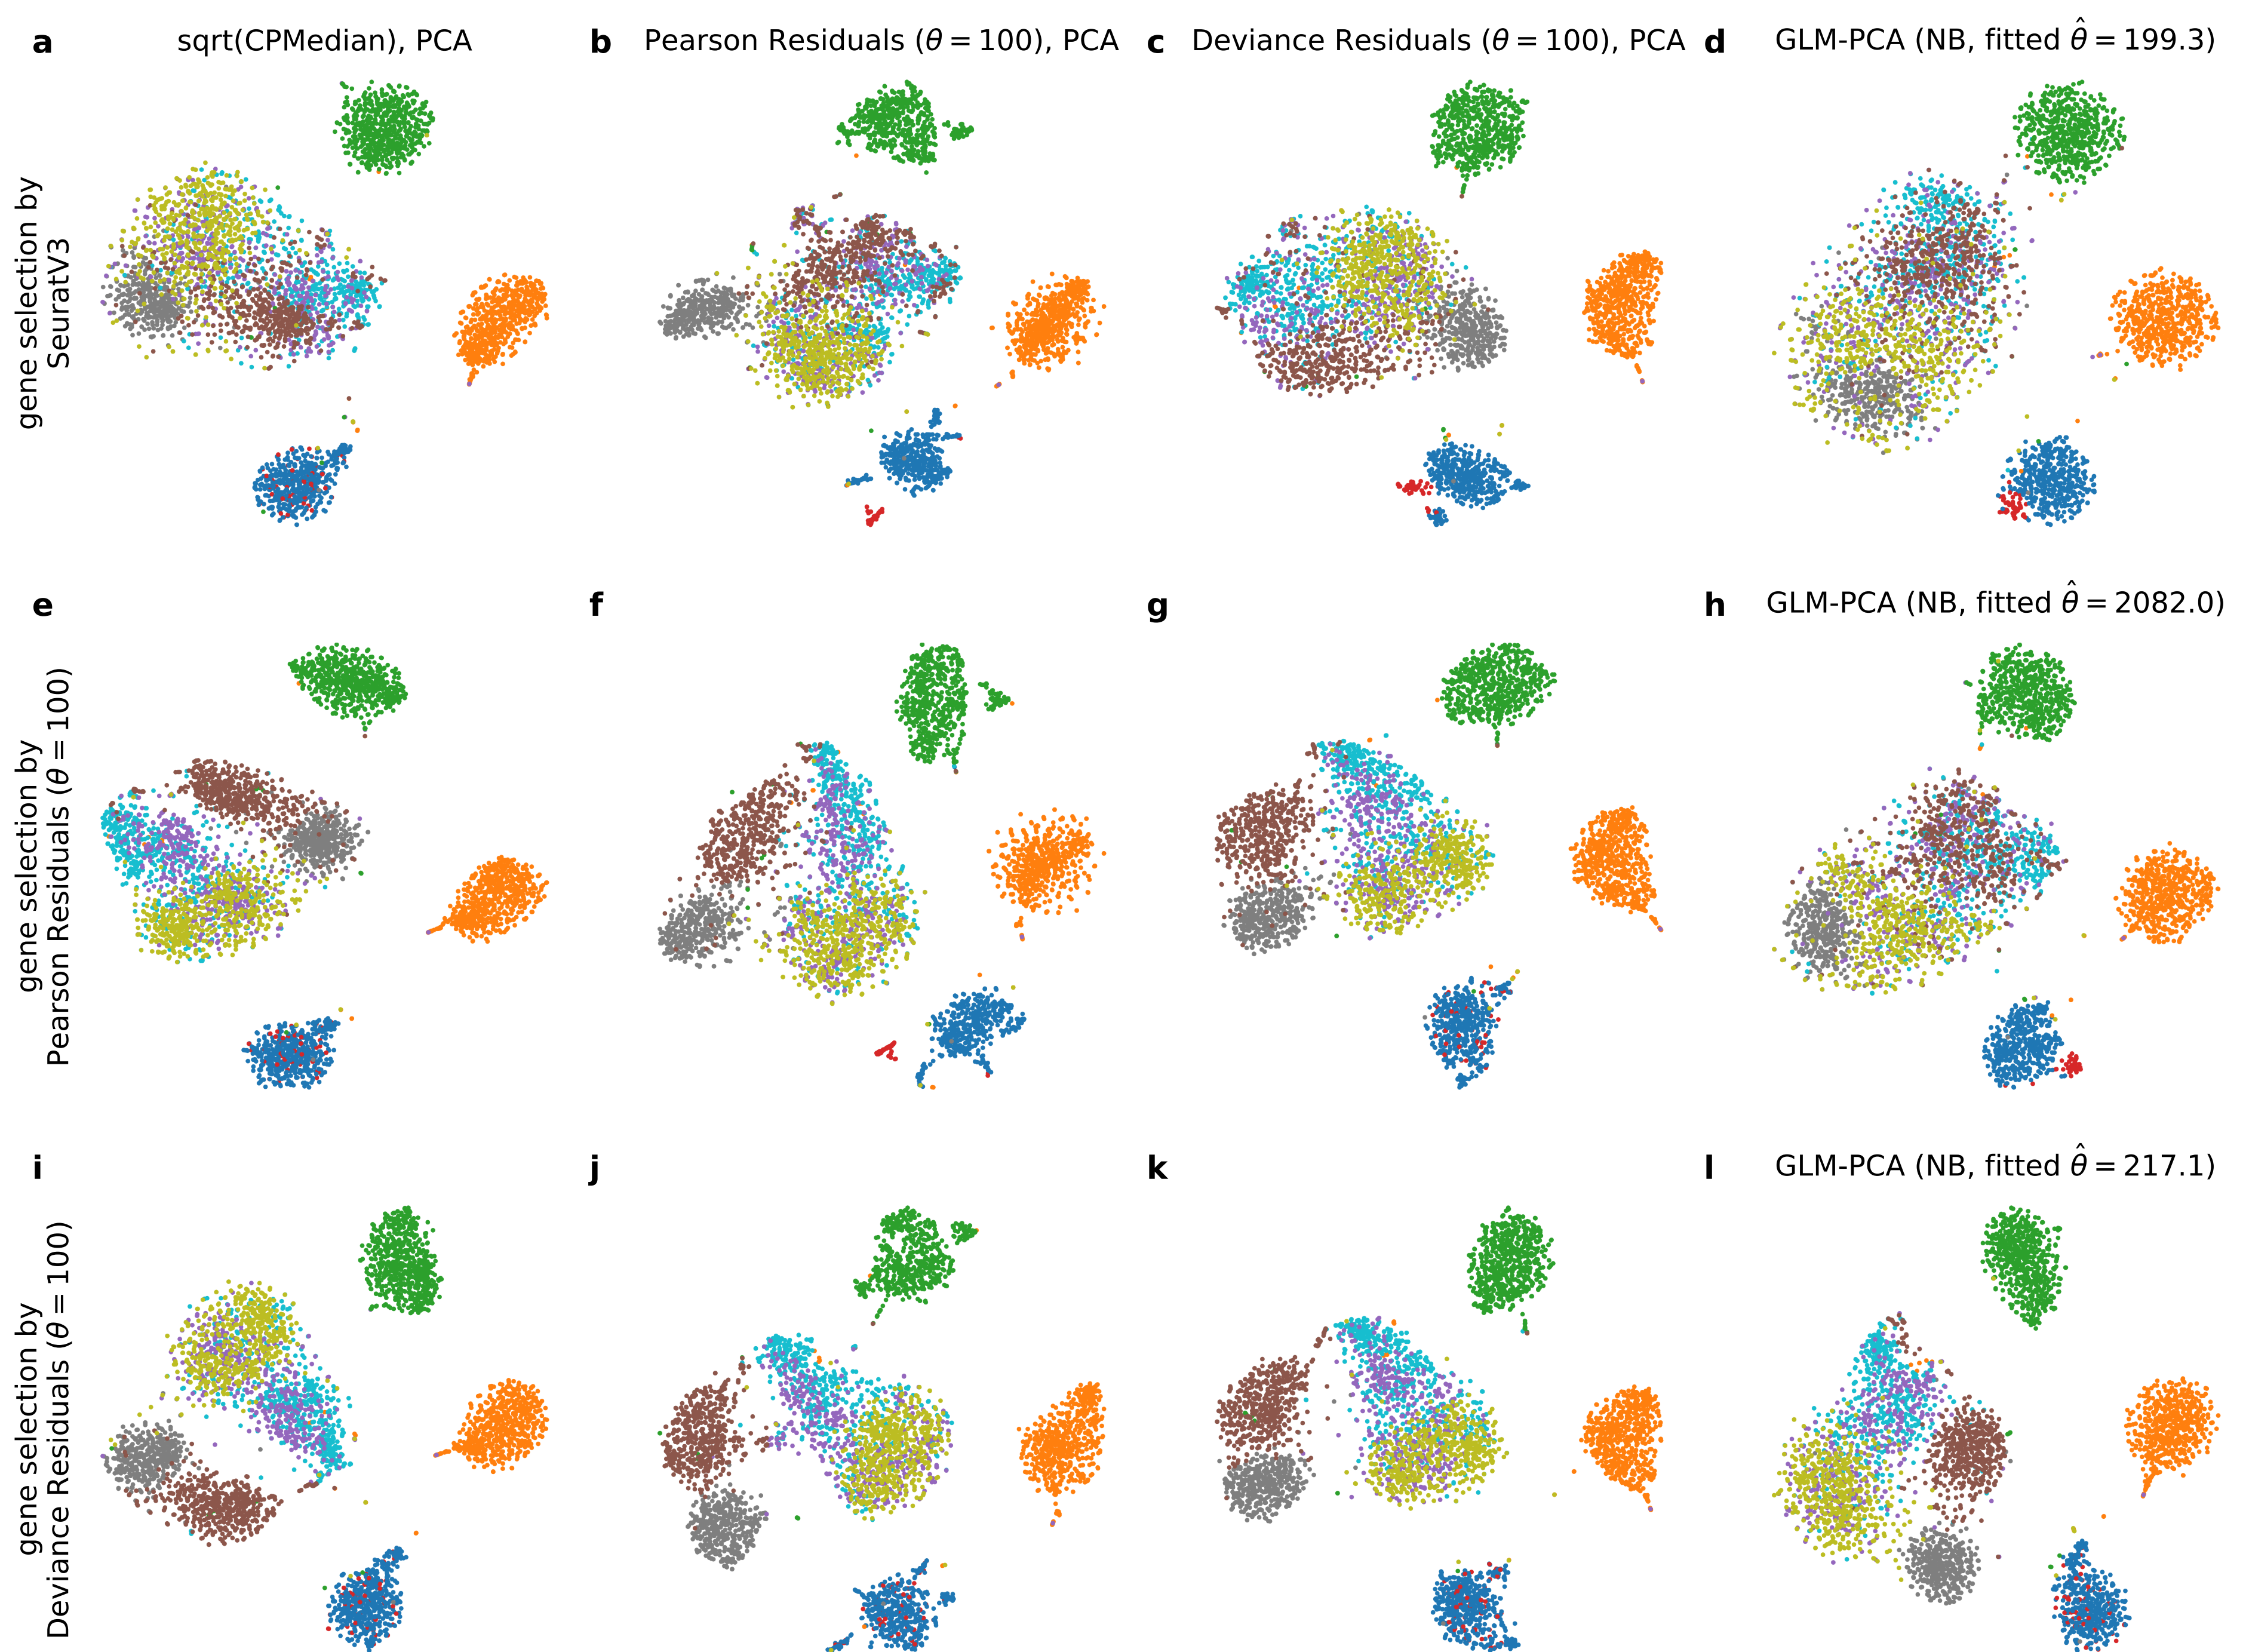 a sqrt(CPMedian), PCA
b Pearson Residuals (θ = 100), PCA
c Deviance Residuals (θ = 100), PCA
d GLM-PCA (NB, fitted θ̂ = 199.3)
gene selection by
SeuratV3
e
f
g
h GLM-PCA (NB, fitted θ̂ = 2082.0)
gene selection by
Pearson Residuals (θ = 100)
i
j
k
l GLM-PCA (NB, fitted θ̂ = 217.1)
gene selection by
Deviance Residuals (θ = 100)